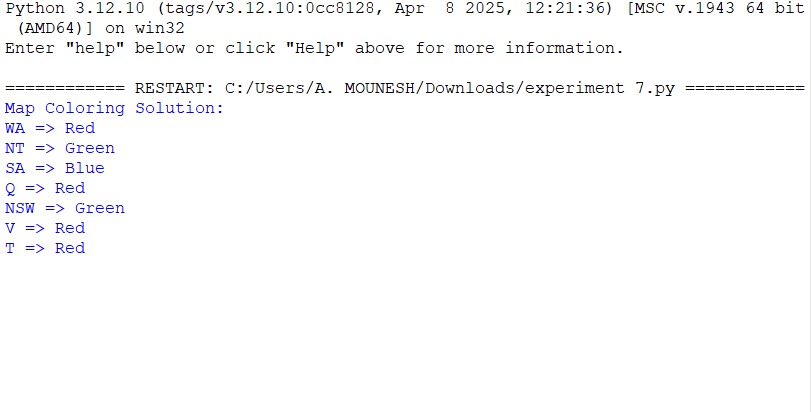 Python 3.12.10 (tags/v3.12.10:0cc8128, Apr  8 2025, 12:21:36) [MSC v.1943 64 bit
 (AMD64)] on win32
Enter "help" below or click "Help" above for more information.

============ RESTART: C:/Users/A. MOUNESH/Downloads/experiment 7.py ============
Map Coloring Solution:
WA => Red
NT => Green
SA => Blue
Q => Red
NSW => Green
V => Red
T => Red